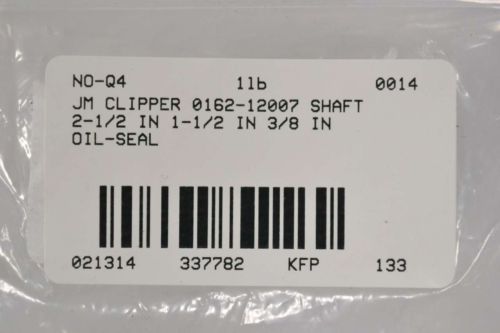 NO-Q4 1lb 0014
JM CLIPPER 0162-12007 SHAFT
2-1/2 IN 1-1/2 IN 3/8 IN
OIL-SEAL
021314 337782 KFP 133